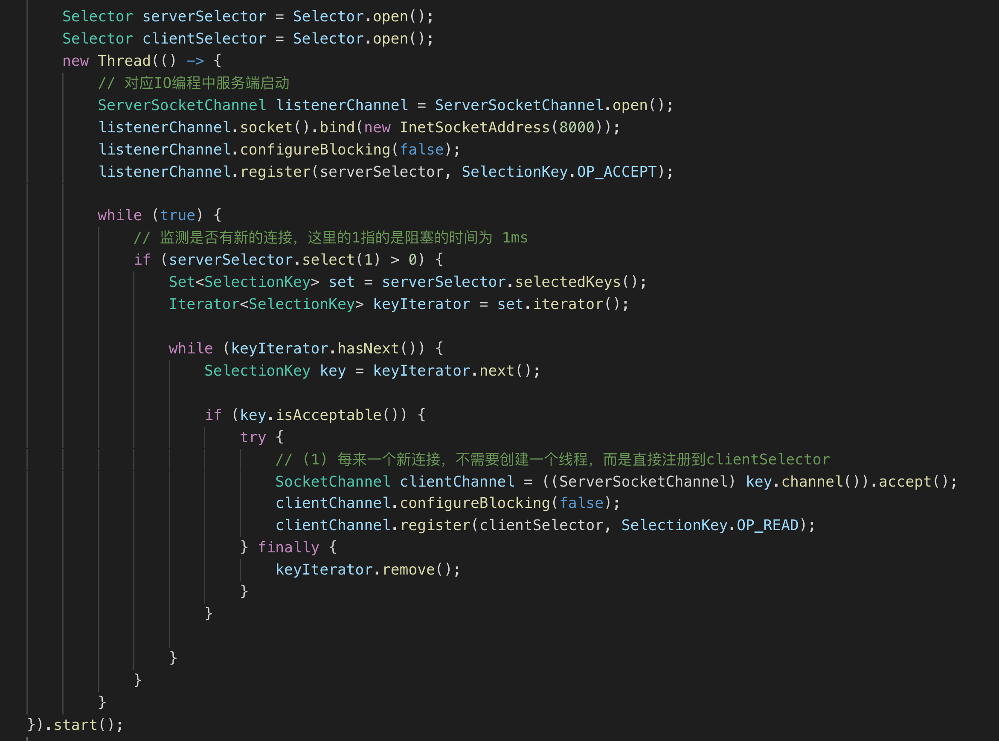 Selector serverSelector = Selector.open();
Selector clientSelector = Selector.open();
new Thread(() -> {
// 对应IO编程中服务端启动
ServerSocketChannel listenerChannel = ServerSocketChannel.open();
listenerChannel.socket().bind(new InetSocketAddress(8000));
listenerChannel.configureBlocking(false);
listenerChannel.register(serverSelector, SelectionKey.OP_ACCEPT);
while (true) {
// 监测是否有新的连接，这里的1指的是阻塞的时间为 1ms
if (serverSelector.select(1) > 0) {
Set<SelectionKey> set = serverSelector.selectedKeys();
Iterator<SelectionKey> keyIterator = set.iterator();
while (keyIterator.hasNext()) {
SelectionKey key = keyIterator.next();
if (key.isAcceptable()) {
try {
// (1) 每来一个新连接，不需要创建一个线程，而是直接注册到clientSelector
SocketChannel clientChannel = ((ServerSocketChannel) key.channel()).accept();
clientChannel.configureBlocking(false);
clientChannel.register(clientSelector, SelectionKey.OP_READ);
} finally {
keyIterator.remove();
}
}
}
}
}
}).start();